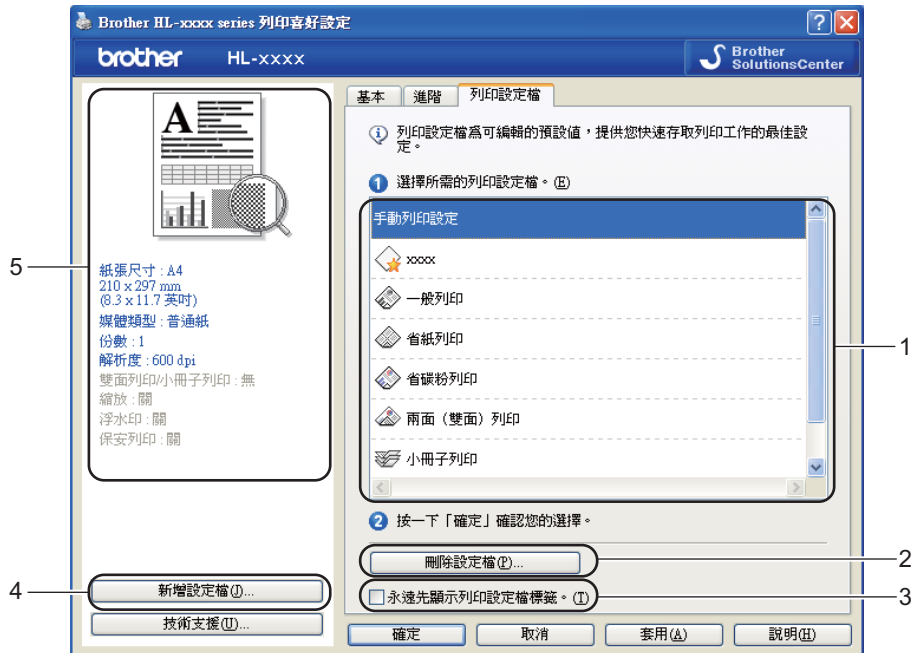 Brother HL-xxxx series 列印喜好設定
brother HL-xxxx
Brother
SolutionsCenter
A
紙張尺寸 : A4
210 x 297 mm
(8.3 x 11.7 英吋)
媒體類型 : 普通紙
份數 : 1
解析度 : 600 dpi
雙面列印/小冊子列印 : 無
縮放 : 關
浮水印 : 關
保安列印 : 關
新增設定檔(J)...
技術支援(U)...
基本 進階 列印設定檔
列印設定檔為可編輯的預設值，提供您快速存取列印工作的最佳設
定。
1 選擇所需的列印設定檔。(E)
手動列印設定
xxxx
一般列印
省紙列印
省碳粉列印
兩面（雙面）列印
小冊子列印
2 按一下「確定」確認您的選擇。
刪除設定檔(P)...
永遠先顯示列印設定檔標籤。(T)
確定 取消 套用(A) 說明(H)
1
2
3
4
5